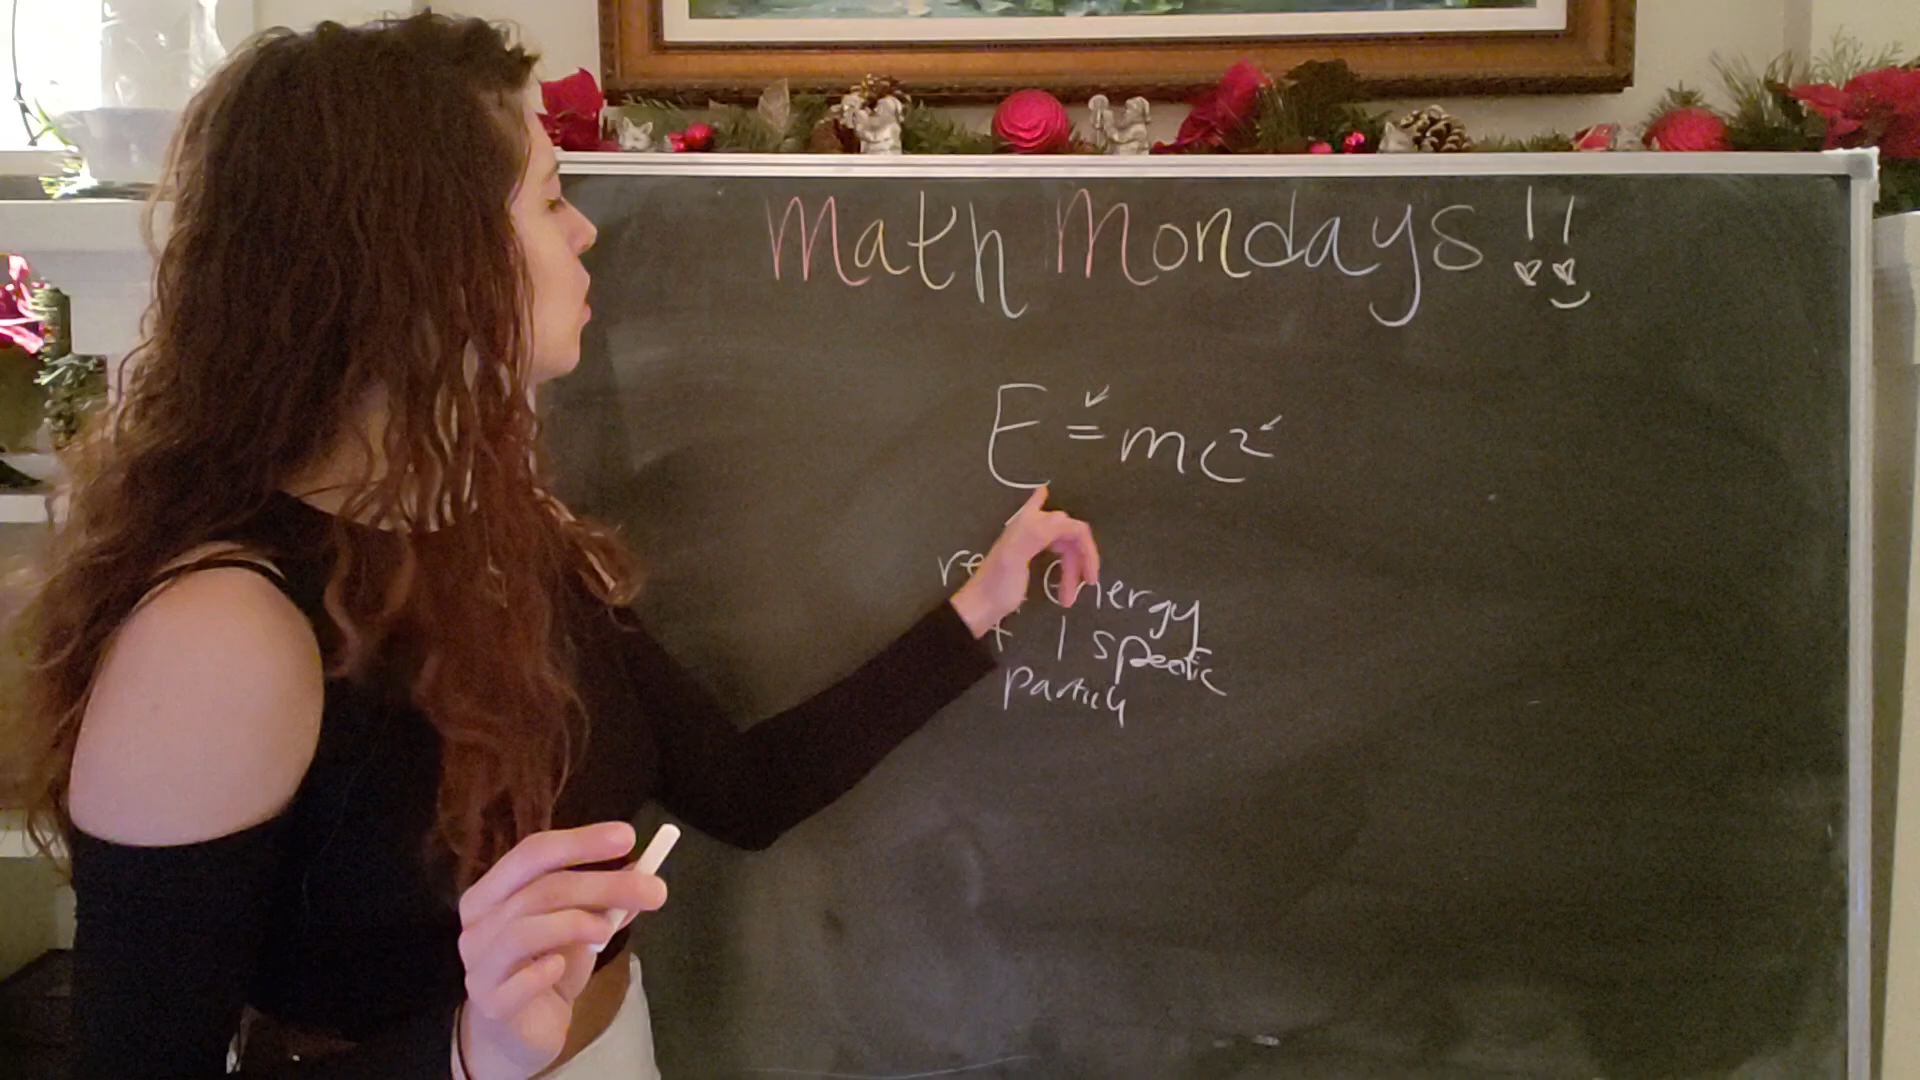 Math Mondays!!
E = mc²
energy
1 specific
particle